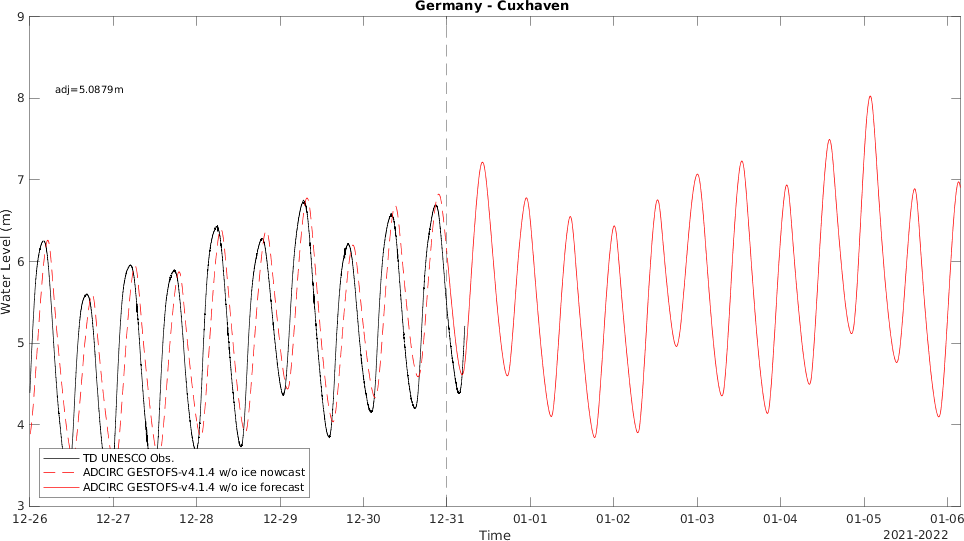 Germany - Cuxhaven
9
8
7
6
5
4
3
Water Level (m)
adj=5.0879m
TD UNESCO Obs.
ADCIRC GESTOFS-v4.1.4 w/o ice nowcast
ADCIRC GESTOFS-v4.1.4 w/o ice forecast
12-26 12-27 12-28 12-29 12-30 12-31 01-01 01-02 01-03 01-04 01-05 01-06
Time
2021-2022